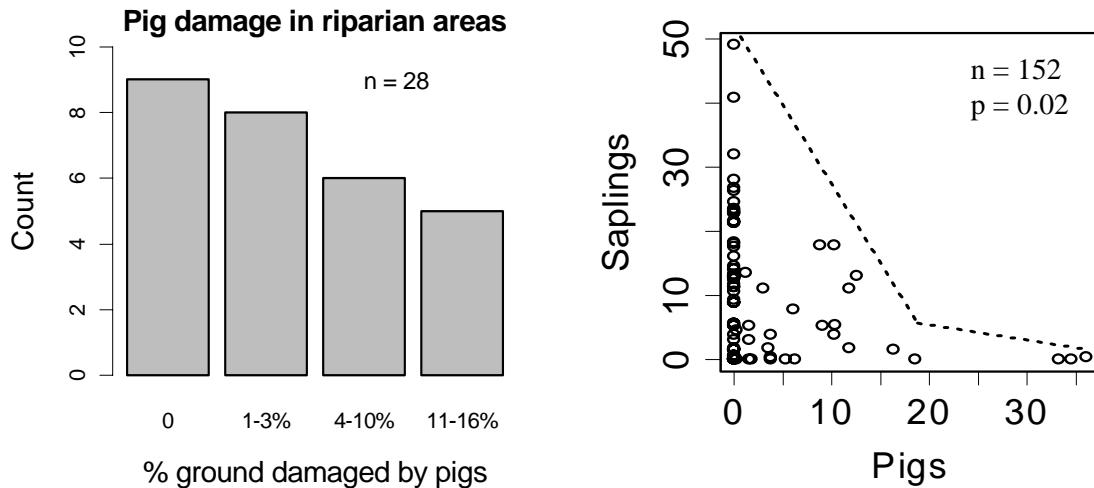 Pig damage in riparian areas
n = 28
Count
10
8
6
4
2
0
0 1-3% 4-10% 11-16%
% ground damaged by pigs
n = 152
p = 0.02
Saplings
50
30
10
0
0 10 20 30
Pigs